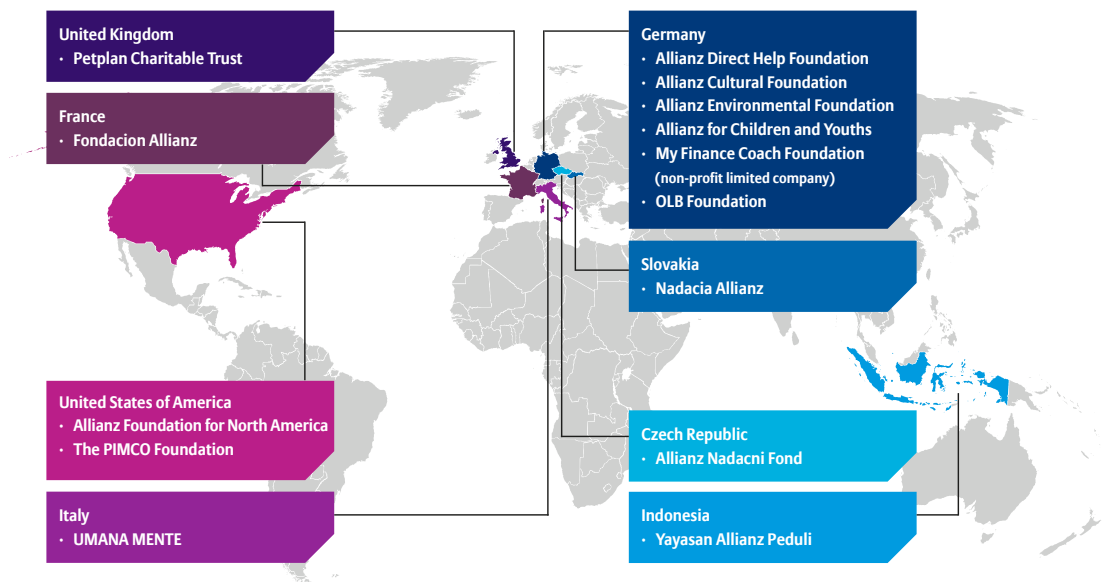 United Kingdom
· Petplan Charitable Trust
France
· Fondacion Allianz
United States of America
· Allianz Foundation for North America
· The PIMCO Foundation
Italy
· UMANA MENTE
Germany
· Allianz Direct Help Foundation
· Allianz Cultural Foundation
· Allianz Environmental Foundation
· Allianz for Children and Youths
· My Finance Coach Foundation
(non-profit limited company)
· OLB Foundation
Slovakia
· Nadacia Allianz
Czech Republic
· Allianz Nadacni Fond
Indonesia
· Yayasan Allianz Peduli